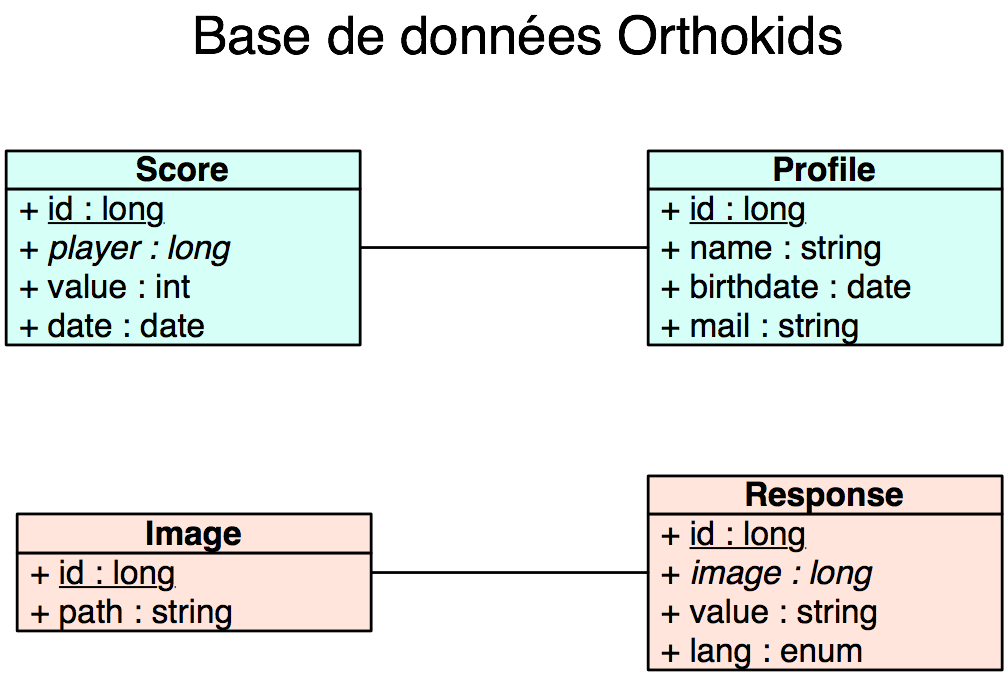 Base de données Orthokids
Score
+ id : long
+ player : long
+ value : int
+ date : date
Profile
+ id : long
+ name : string
+ birthdate : date
+ mail : string
Image
+ id : long
+ path : string
Response
+ id : long
+ image : long
+ value : string
+ lang : enum